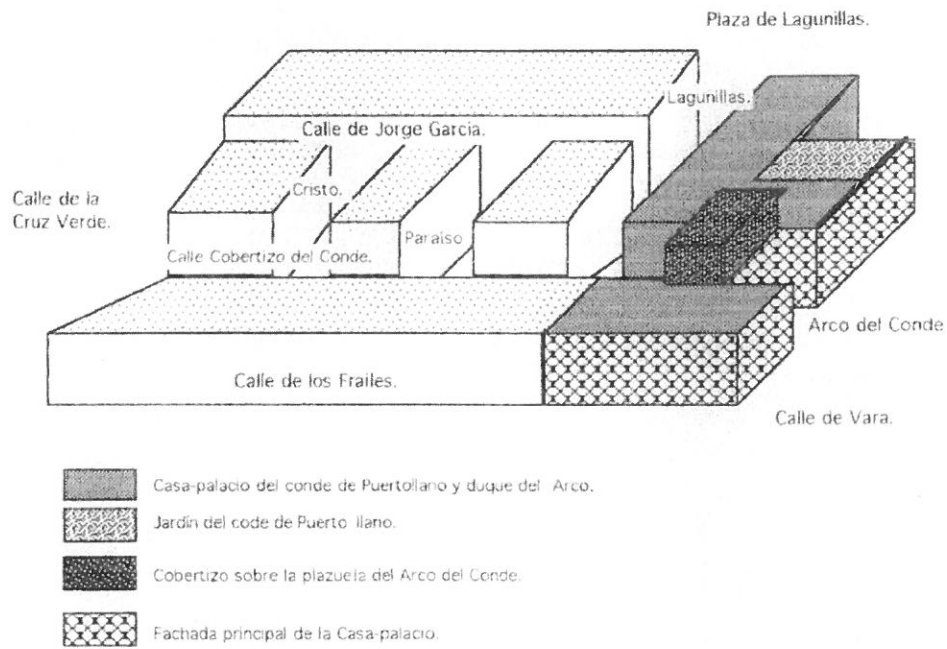 Plaza de Lagunillas.
Lagunillas.
Calle de Jorge García.
Cristo.
Calle de la
Cruz Verde.
Paraiso
Calle Cobertizo del Conde.
Arco del Conde
Calle de los Frailes.
Calle de Vara.
Casa-palacio del conde de Puertollano y duque del Arco.
Jardín del code de Puerto llano.
Cobertizo sobre la plazuela del Arco del Conde.
Fachada principal de la Casa-palacio.